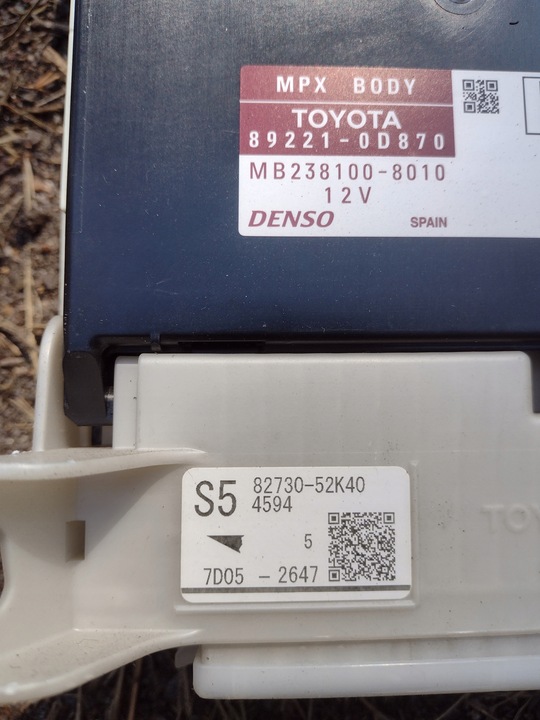 MPX BODY
TOYOTA
89221-0D870
MB238100-8010
12V
DENSO SPAIN
S5 82730-52K40
4594
5
7D05 - 2647
TOY